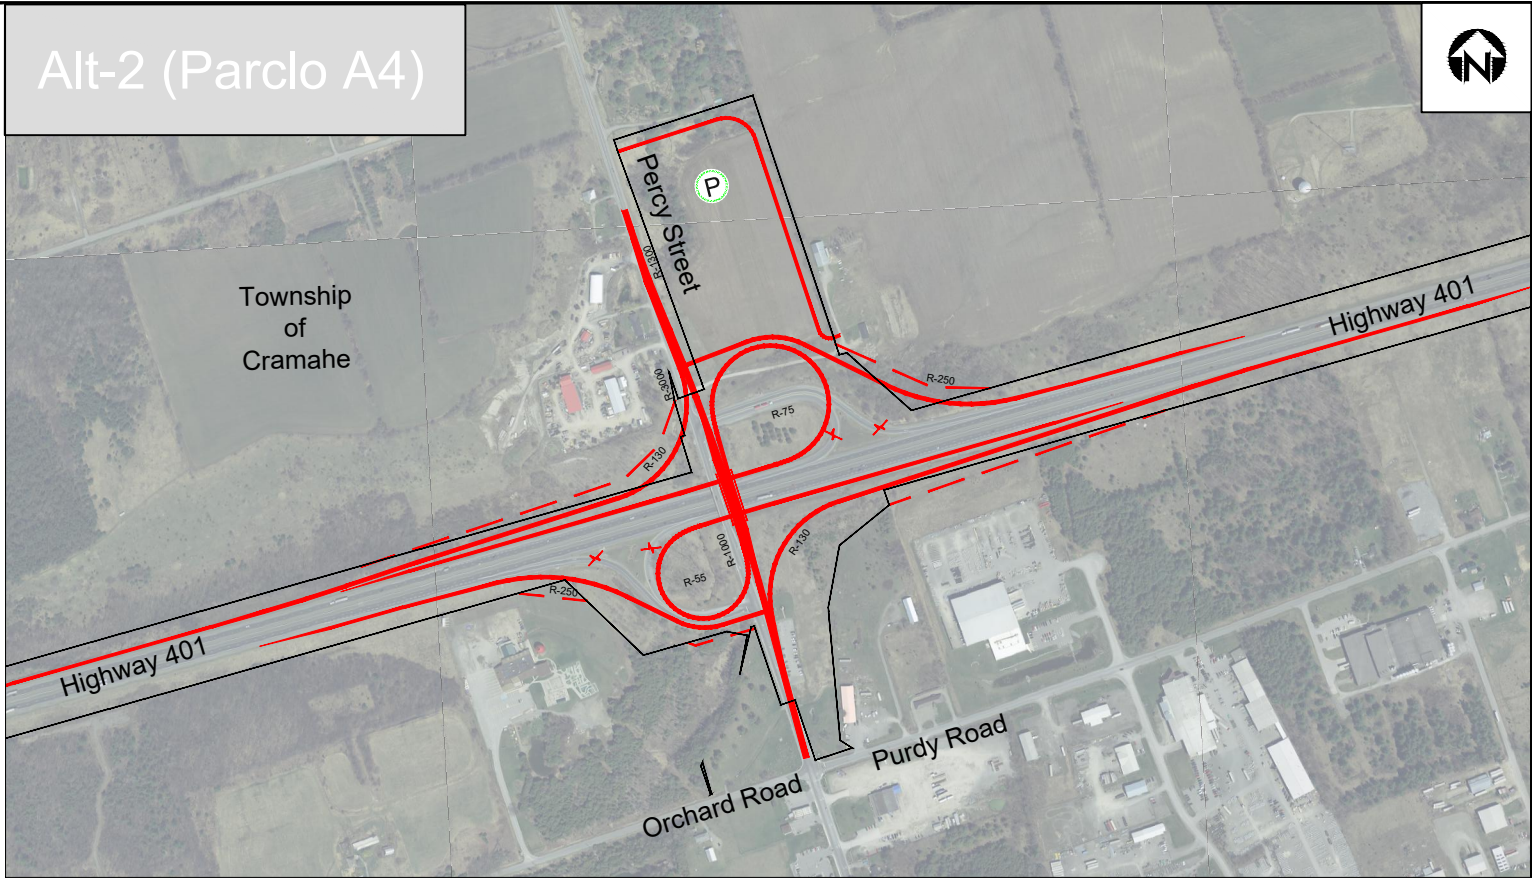 Alt-2 (Parclo A4)
N
P
Percy Street
R-1300
Township
of
Cramahe
Highway 401
R-3000
R-250
R-75
R-130
R-1000
R-130
R-55
R-250
Highway 401
Purdy Road
Orchard Road